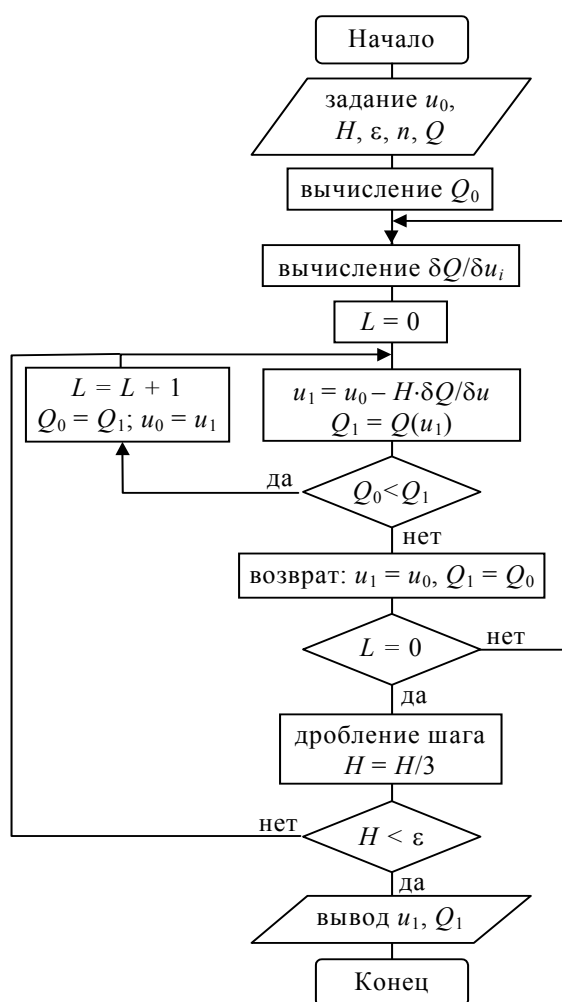 Начало
задание u₀,
H, ε, n, Q
вычисление Q₀
вычисление δQ/δuᵢ
L = 0
L = L + 1
Q₀ = Q₁; u₀ = u₁
u₁ = u₀ – H·δQ/δu
Q₁ = Q(u₁)
да
Q₀<Q₁
нет
возврат: u₁ = u₀, Q₁ = Q₀
L = 0
нет
да
дробление шага
H = H/3
нет
H < ε
да
вывод u₁, Q₁
Конец